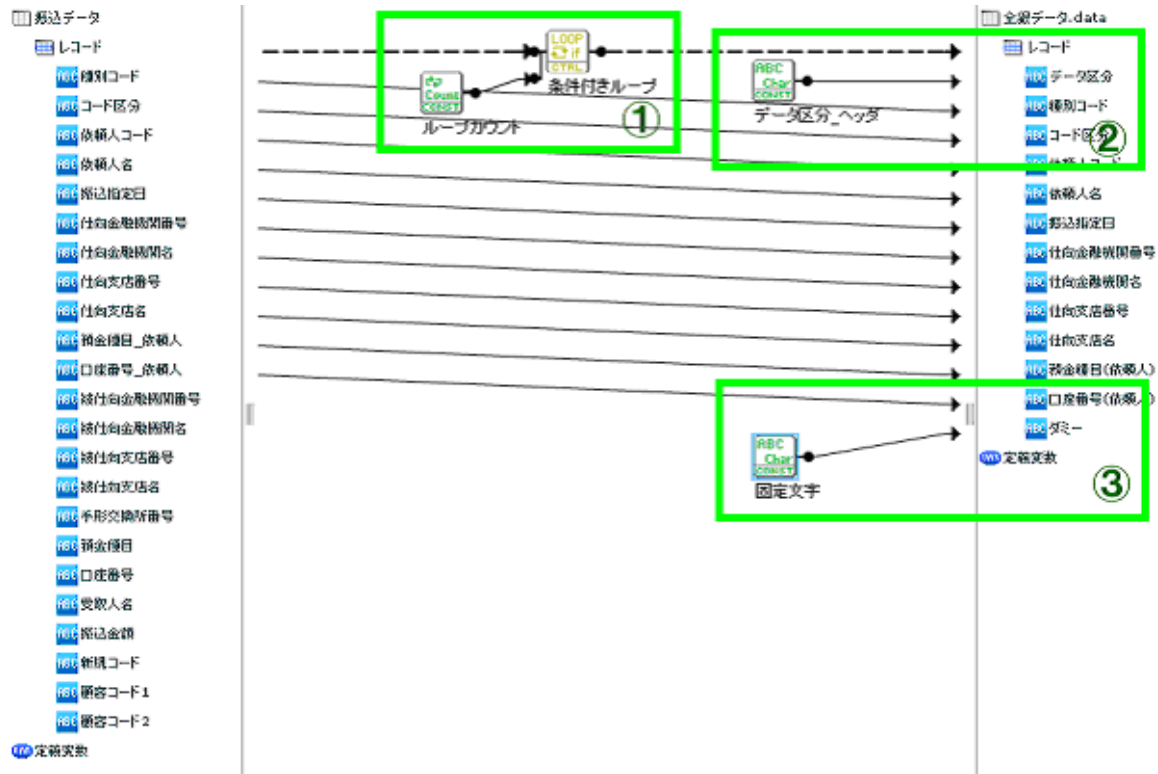 振込データ
レコード
種別コード
コード区分
依頼人コード
依頼人名
振込指定日
仕向金融機関番号
仕向金融機関名
仕向支店番号
仕向支店名
預金種目_依頼人
口座番号_依頼人
被仕向金融機関番号
被仕向金融機関名
被仕向支店番号
被仕向支店名
手形交換所番号
預金種目
口座番号
受取人名
振込金額
新規コード
顧客コード1
顧客コード2
定義変数
LOOP
if
CTRL
条件付きループ
Count
CONST
ループカウント
①
ABC
Char
CONST
データ区分_ヘッダ
②
ABC
Char
CONST
固定文字
③
全銀データ.data
レコード
データ区分
種別コード
コード区分
依頼人コード
依頼人名
振込指定日
仕向金融機関番号
仕向金融機関名
仕向支店番号
仕向支店名
預金種目(依頼人)
口座番号(依頼人)
ダミー
定義変数